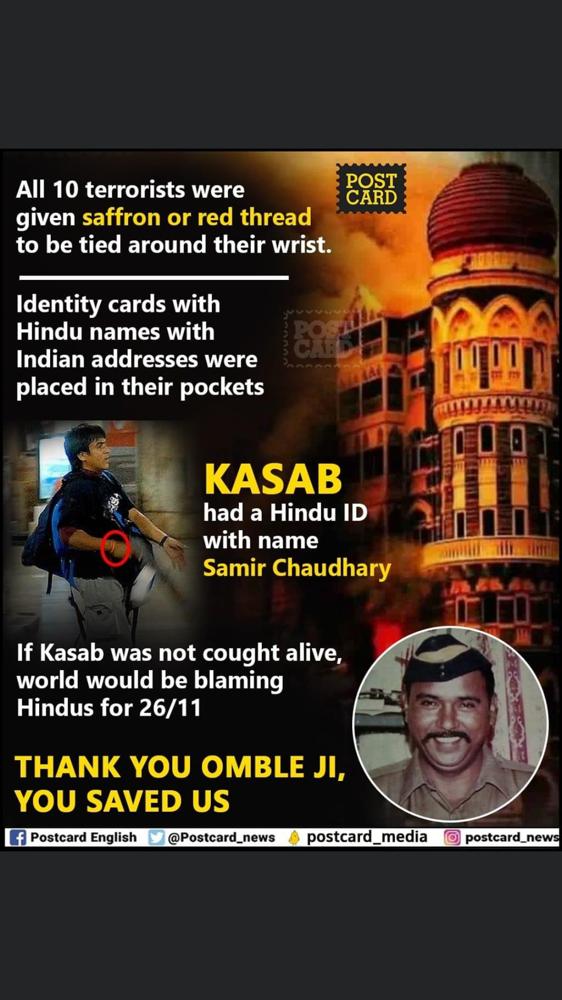 POST
CARD
All 10 terrorists were
given saffron or red thread
to be tied around their wrist.
Identity cards with
Hindu names with
Indian addresses were
placed in their pockets
POST
CARD
KASAB
had a Hindu ID
with name
Samir Chaudhary
If Kasab was not cought alive,
world would be blaming
Hindus for 26/11
THANK YOU OMBLE JI,
YOU SAVED US
Postcard English @Postcard_news postcard_media postcard_news